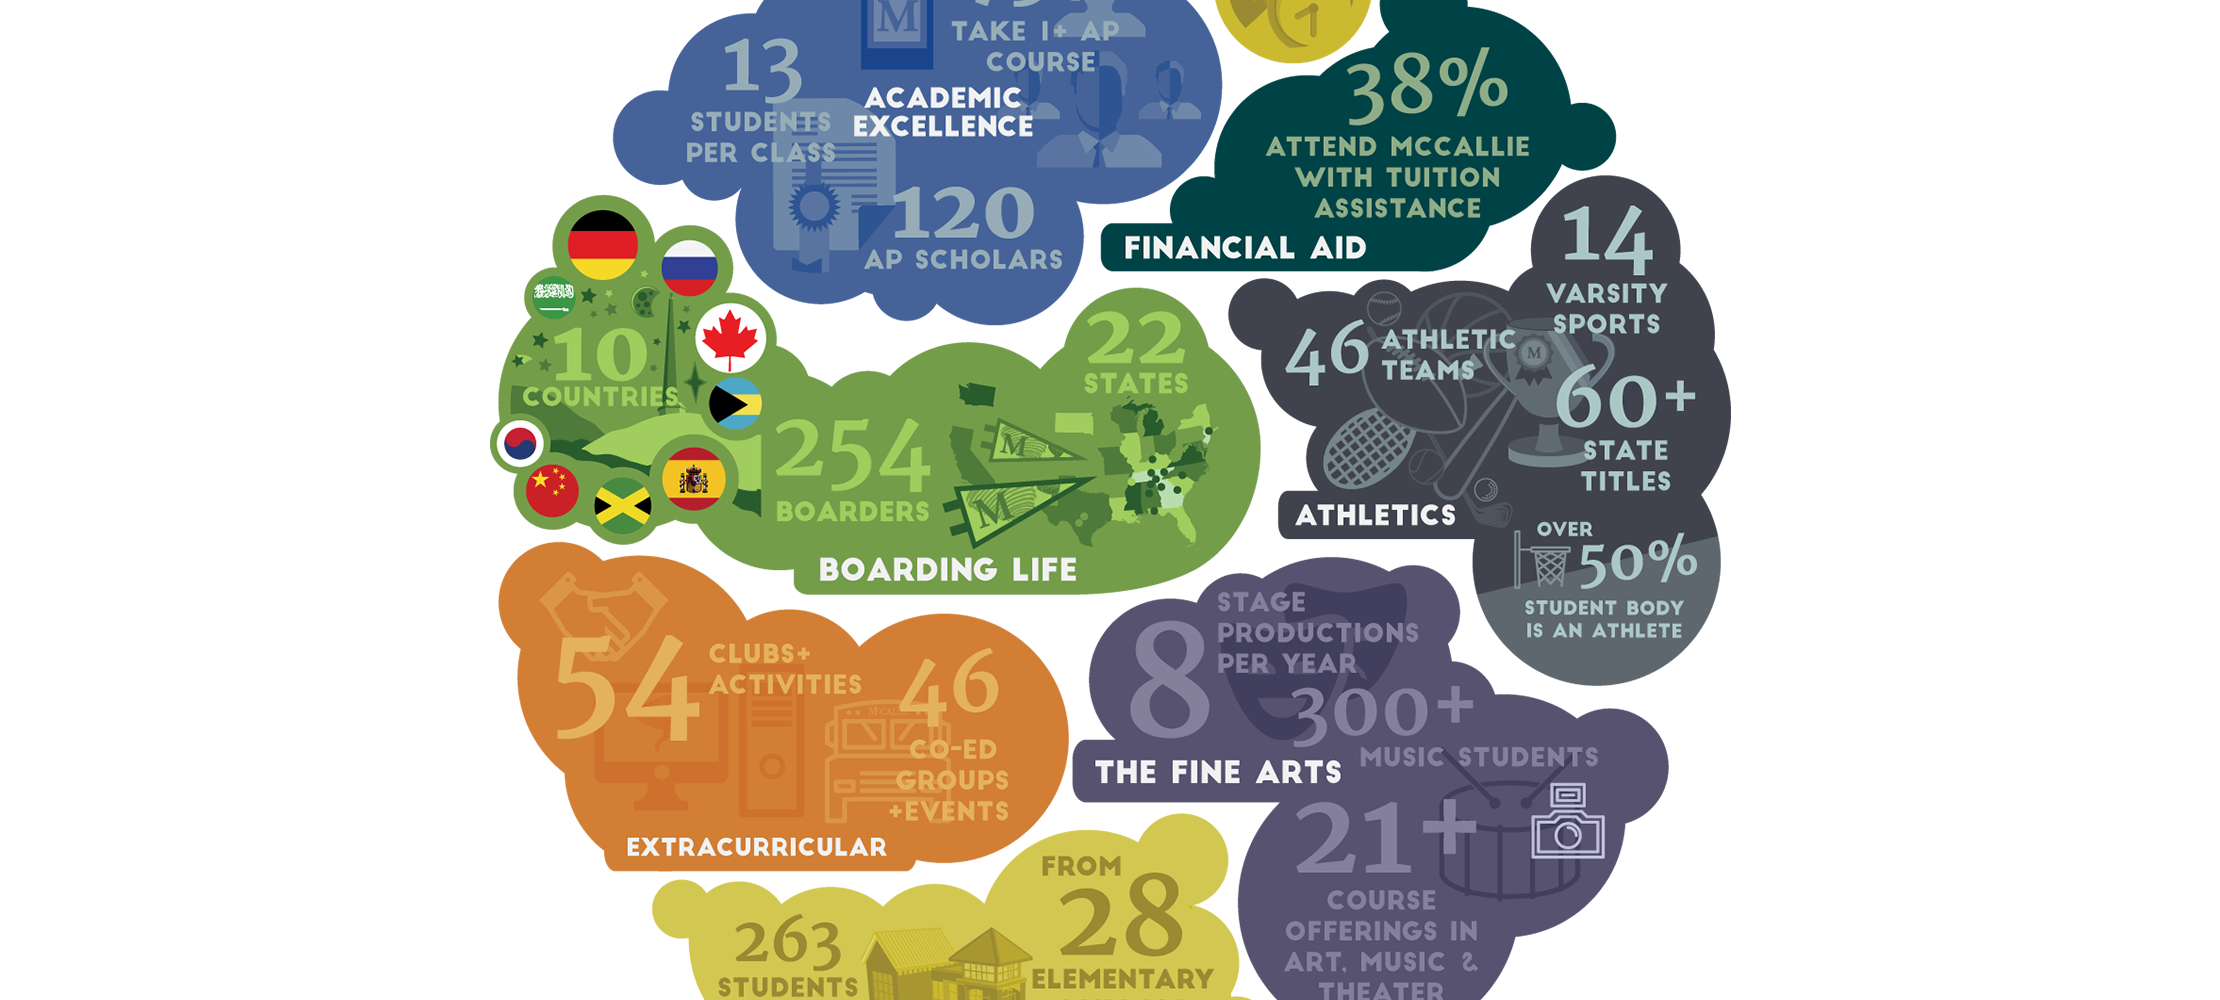 M
TAKE 1+ AP
COURSE
13
STUDENTS
PER CLASS
ACADEMIC
EXCELLENCE
120
AP SCHOLARS
1
38%
ATTEND MCCALLIE
WITH TUITION
ASSISTANCE
FINANCIAL AID
10
COUNTRIES
22
STATES
254
BOARDERS
M
M
BOARDING LIFE
14
VARSITY
SPORTS
46 ATHLETIC
TEAMS
M
60+
STATE
TITLES
ATHLETICS
OVER
50%
STUDENT BODY
IS AN ATHLETE
54 CLUBS+
ACTIVITIES
46
CO-ED
GROUPS
+EVENTS
EXTRACURRICULAR
8 STAGE
PRODUCTIONS
PER YEAR
300+
MUSIC STUDENTS
THE FINE ARTS
21+
COURSE
OFFERINGS IN
ART, MUSIC &
THEATER
263
STUDENTS
FROM
28
ELEMENTARY